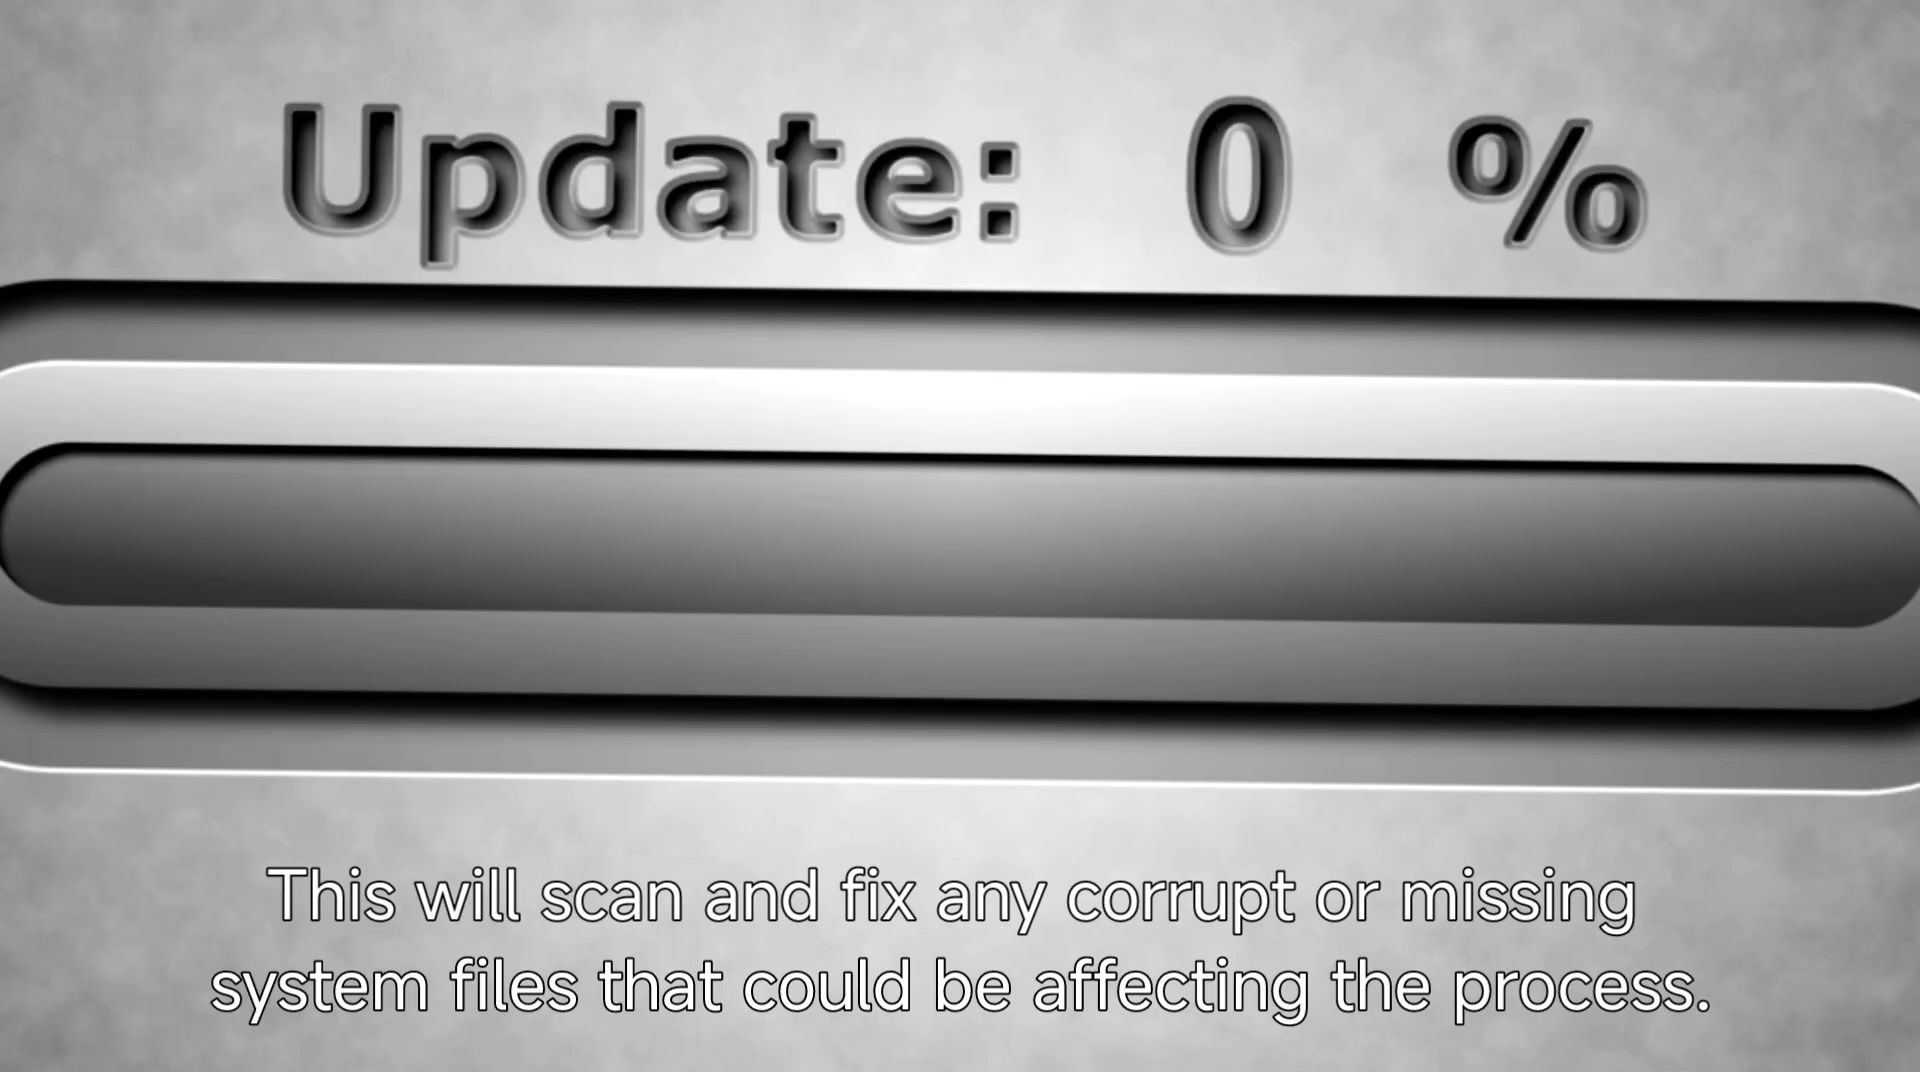 Update: 0 %
This will scan and fix any corrupt or missing
system files that could be affecting the process.